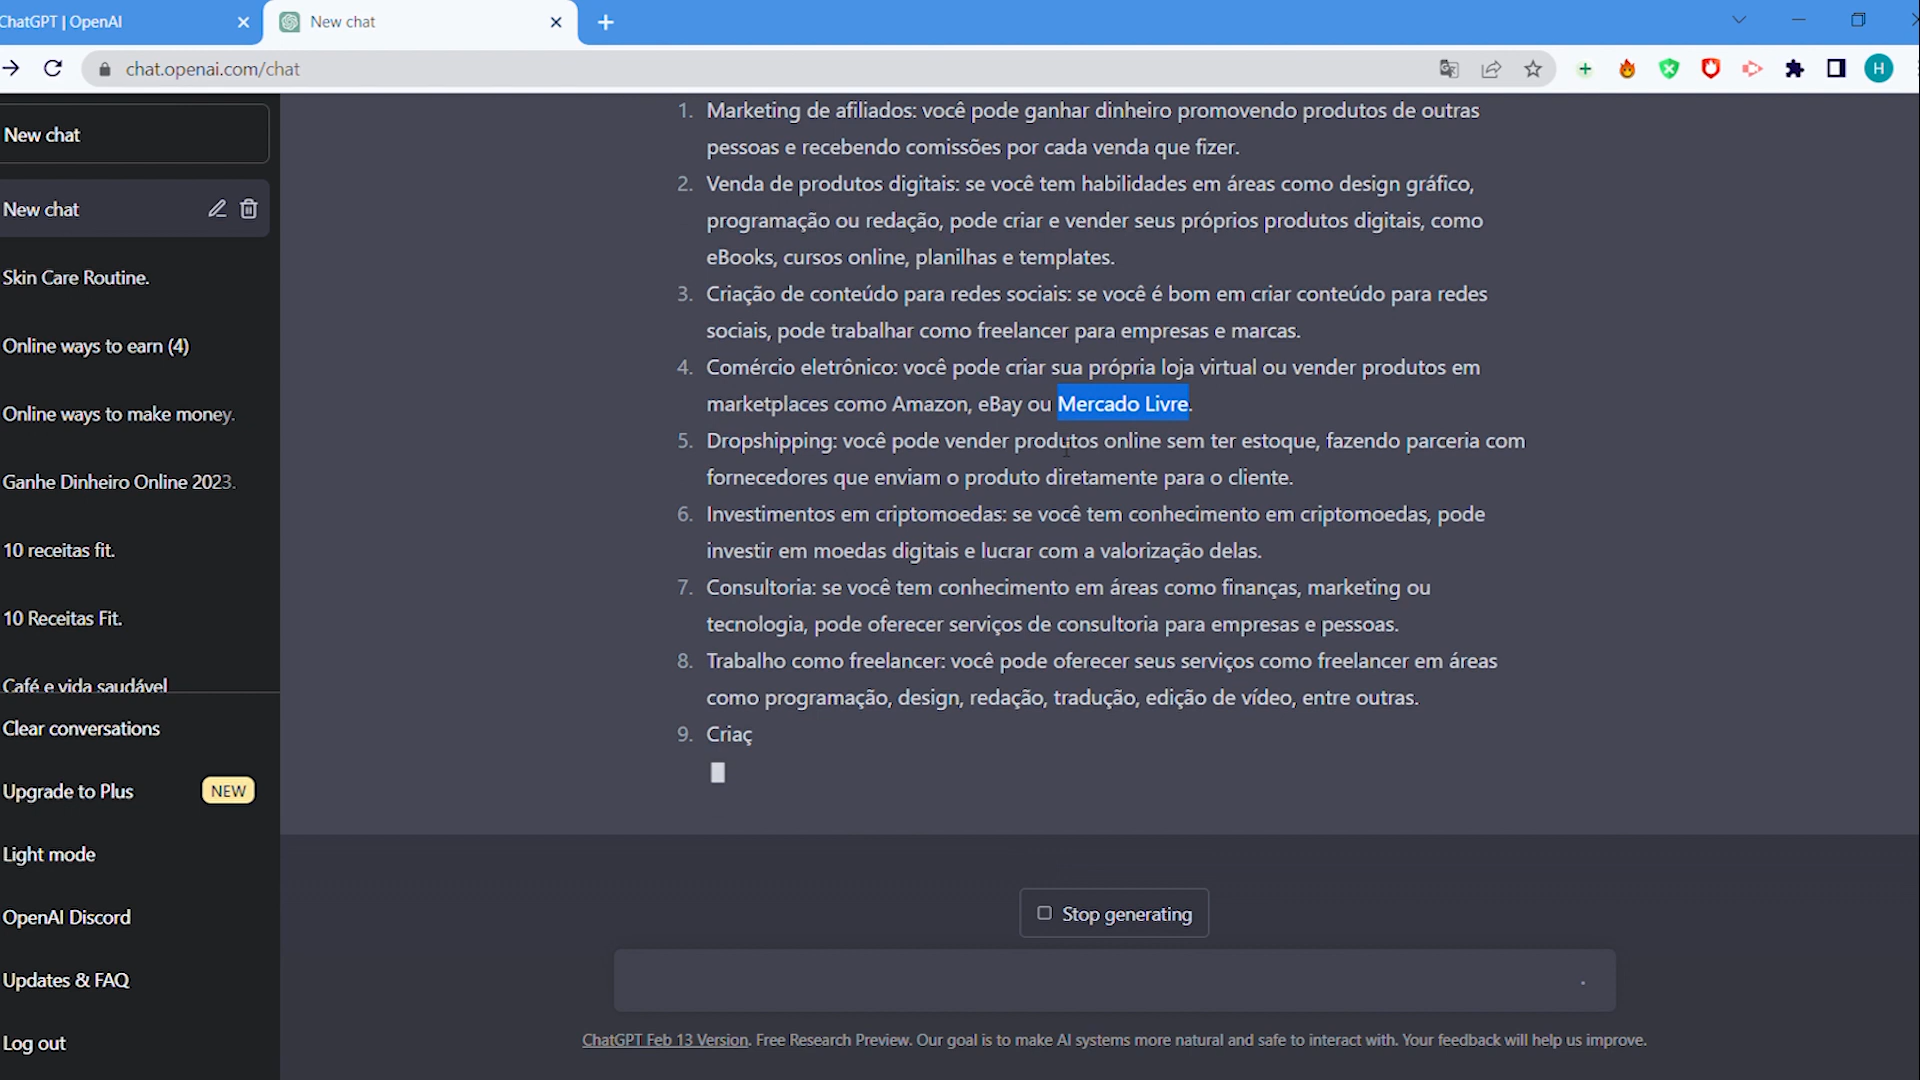 ChatGPT | OpenAI
New chat
chat.openai.com/chat
H
New chat
New chat
Skin Care Routine.
Online ways to earn (4)
Online ways to make money.
Ganhe Dinheiro Online 2023.
10 receitas fit.
10 Receitas Fit.
Café e vida saudável
Clear conversations
Upgrade to Plus NEW
Light mode
OpenAI Discord
Updates & FAQ
Log out
1. Marketing de afiliados: você pode ganhar dinheiro promovendo produtos de outras
pessoas e recebendo comissões por cada venda que fizer.
2. Venda de produtos digitais: se você tem habilidades em áreas como design gráfico,
programação ou redação, pode criar e vender seus próprios produtos digitais, como
eBooks, cursos online, planilhas e templates.
3. Criação de conteúdo para redes sociais: se você é bom em criar conteúdo para redes
sociais, pode trabalhar como freelancer para empresas e marcas.
4. Comércio eletrônico: você pode criar sua própria loja virtual ou vender produtos em
marketplaces como Amazon, eBay ou Mercado Livre.
5. Dropshipping: você pode vender produtos online sem ter estoque, fazendo parceria com
fornecedores que enviam o produto diretamente para o cliente.
6. Investimentos em criptomoedas: se você tem conhecimento em criptomoedas, pode
investir em moedas digitais e lucrar com a valorização delas.
7. Consultoria: se você tem conhecimento em áreas como finanças, marketing ou
tecnologia, pode oferecer serviços de consultoria para empresas e pessoas.
8. Trabalho como freelancer: você pode oferecer seus serviços como freelancer em áreas
como programação, design, redação, tradução, edição de vídeo, entre outras.
9. Criaç
Stop generating
ChatGPT Feb 13 Version. Free Research Preview. Our goal is to make AI systems more natural and safe to interact with. Your feedback will help us improve.